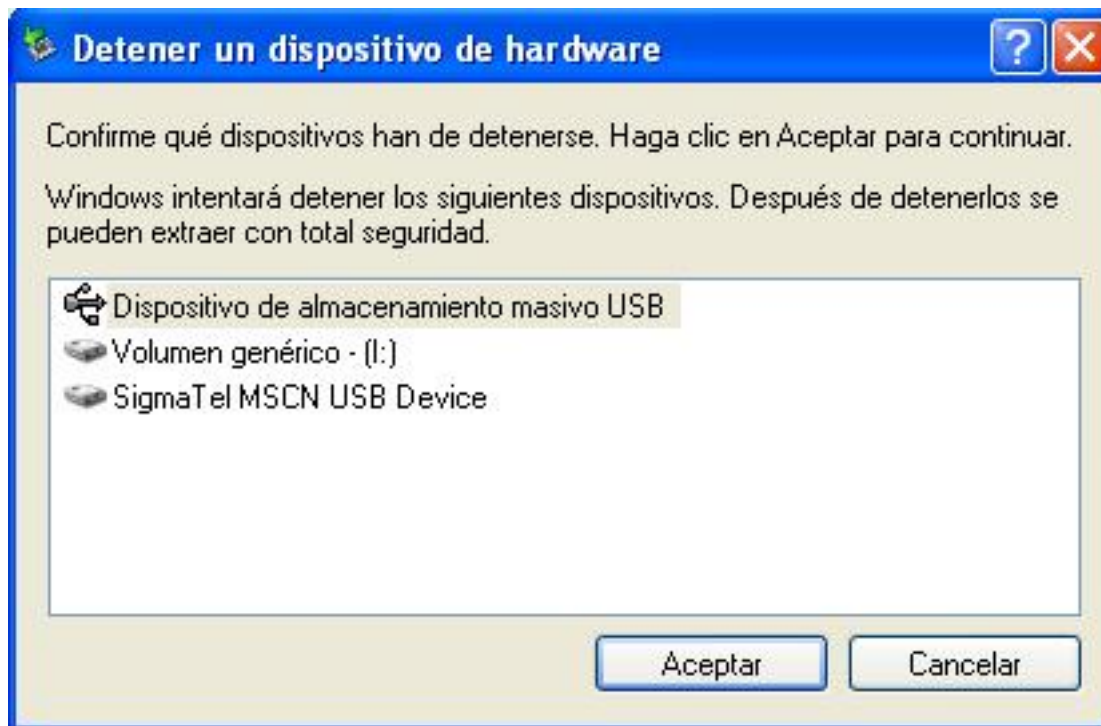 Detener un dispositivo de hardware
Confirme qué dispositivos han de detenerse. Haga clic en Aceptar para continuar.
Windows intentará detener los siguientes dispositivos. Después de detenerlos se
pueden extraer con total seguridad.
Dispositivo de almacenamiento masivo USB
Volumen genérico - (I:)
SigmaTel MSCN USB Device
Aceptar
Cancelar